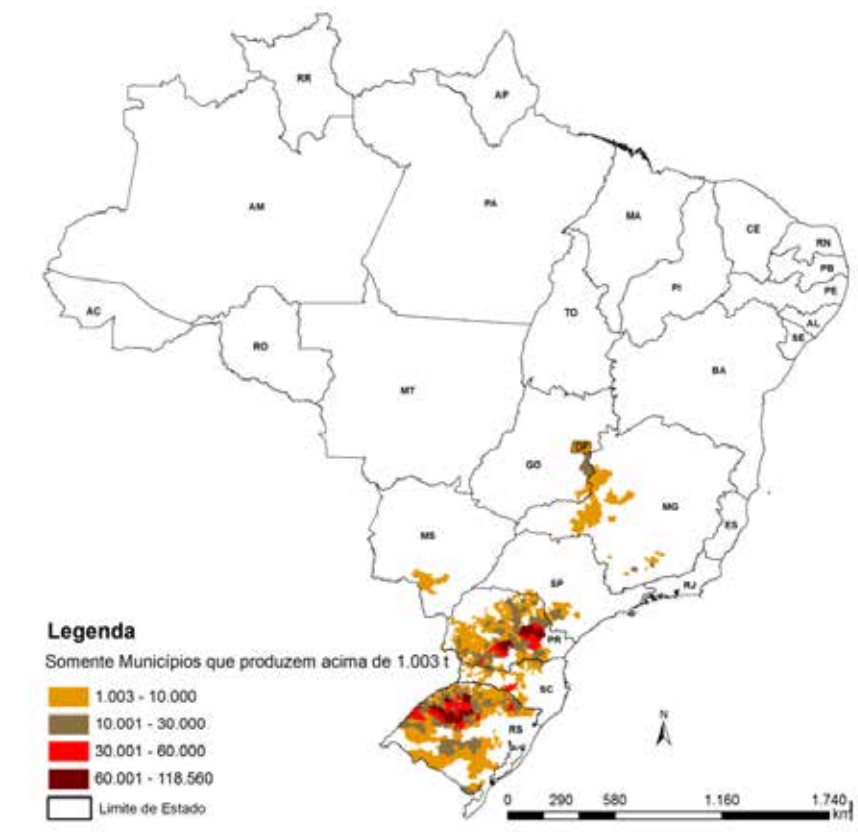 RR
AP
AM
PA
MA
CE
RN
PB
PE
PI
AL
SE
AC
TO
RO
BA
MT
DF
GO
MG
ES
MS
SP
RJ
PR
SC
RS
Legenda
Somente Municípios que produzem acima de 1.003 t
1.003 - 10.000
10.001 - 30.000
30.001 - 60.000
60.001 - 118.560
Limite de Estado
N
0 290 580 1.160 1.740
km